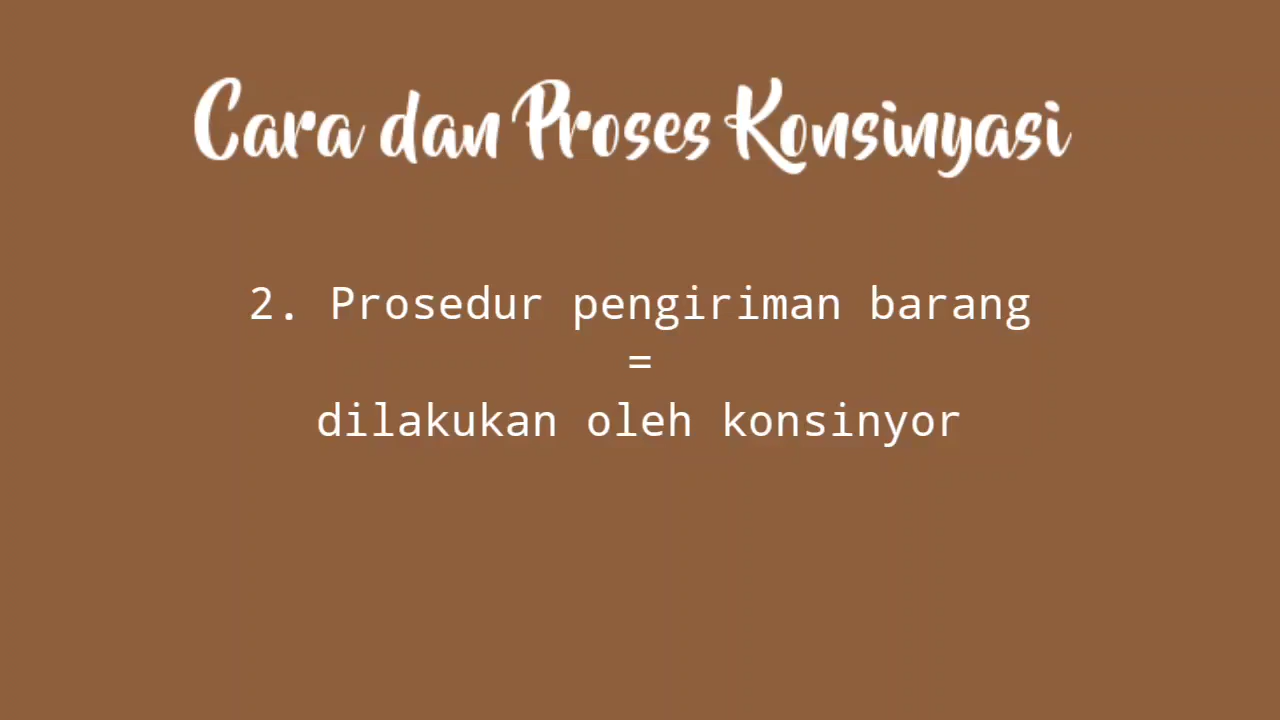 Cara dan Proses Konsinyasi
2. Prosedur pengiriman barang
=
dilakukan oleh konsinyor